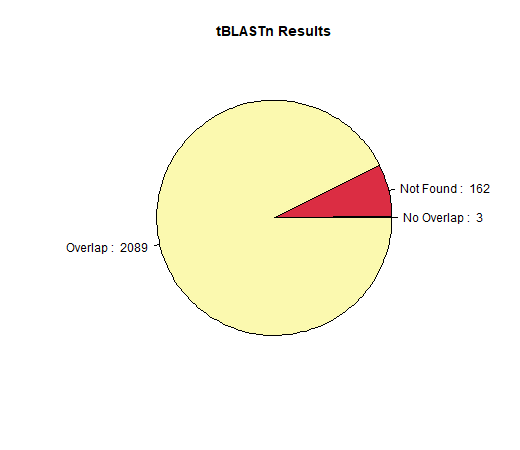 tBLASTn Results
Not Found : 162
No Overlap : 3
Overlap : 2089